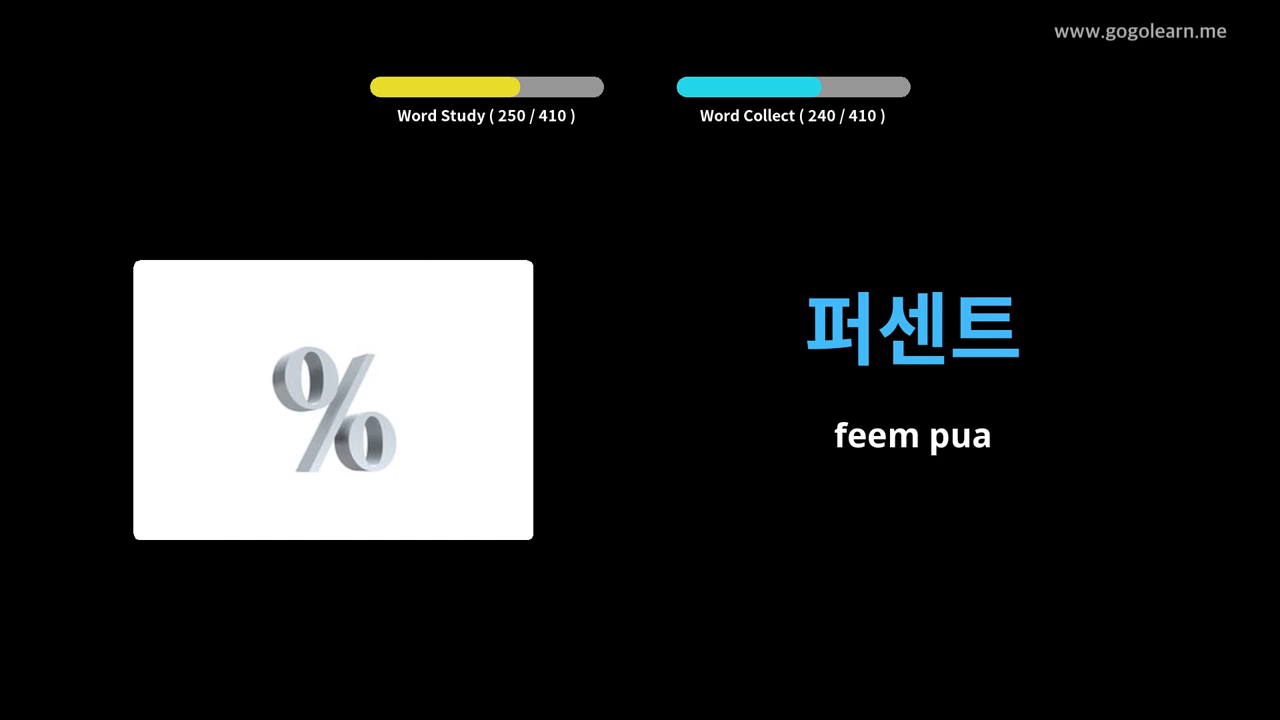 www.gogolearn.me
Word Study ( 250 / 410 )
Word Collect ( 240 / 410 )
%
퍼센트
feem pua